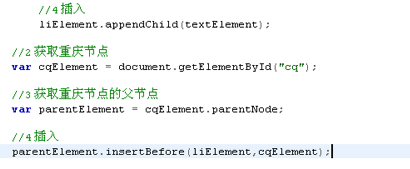 //4 插入
liElement.appendChild(textElement);
//2 获取重庆节点
var cqElement = document.getElementById("cq");
//3 获取重庆节点的父节点
var parentElement = cqElement.parentNode;
//4 插入
parentElement.insertBefore(liElement,cqElement);